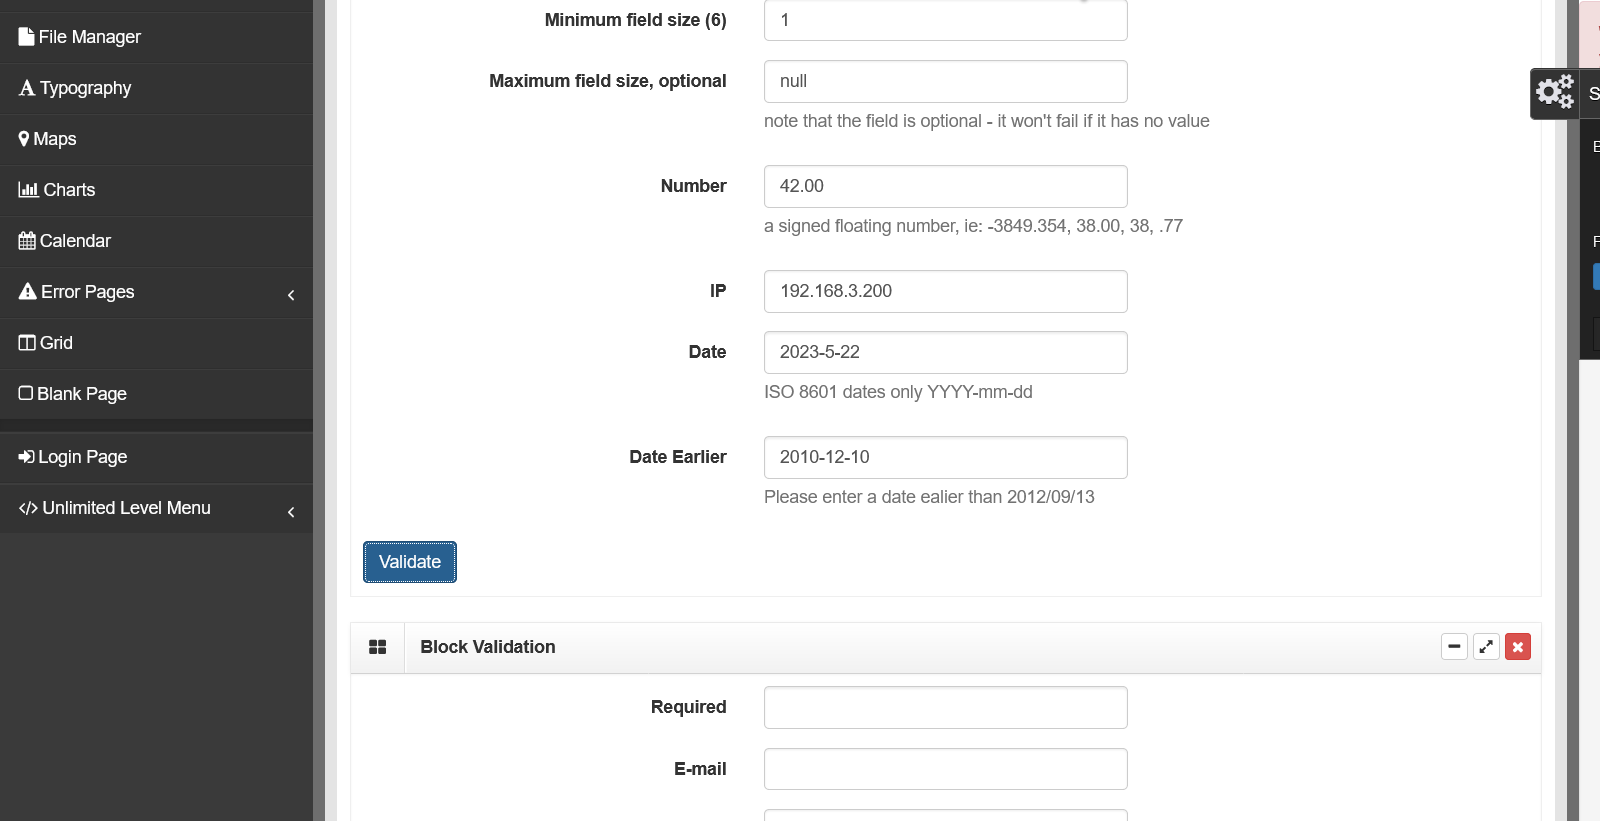 File Manager
Typography
Maps
Charts
Calendar
Error Pages
Grid
Blank Page
Login Page
Unlimited Level Menu
Minimum field size (6)
1
Maximum field size, optional
null
note that the field is optional - it won't fail if it has no value
Number
42.00
a signed floating number, ie: -3849.354, 38.00, 38, .77
IP
192.168.3.200
Date
2023-5-22
ISO 8601 dates only YYYY-mm-dd
Date Earlier
2010-12-10
Please enter a date ealier than 2012/09/13
Validate
Block Validation
Required
E-mail